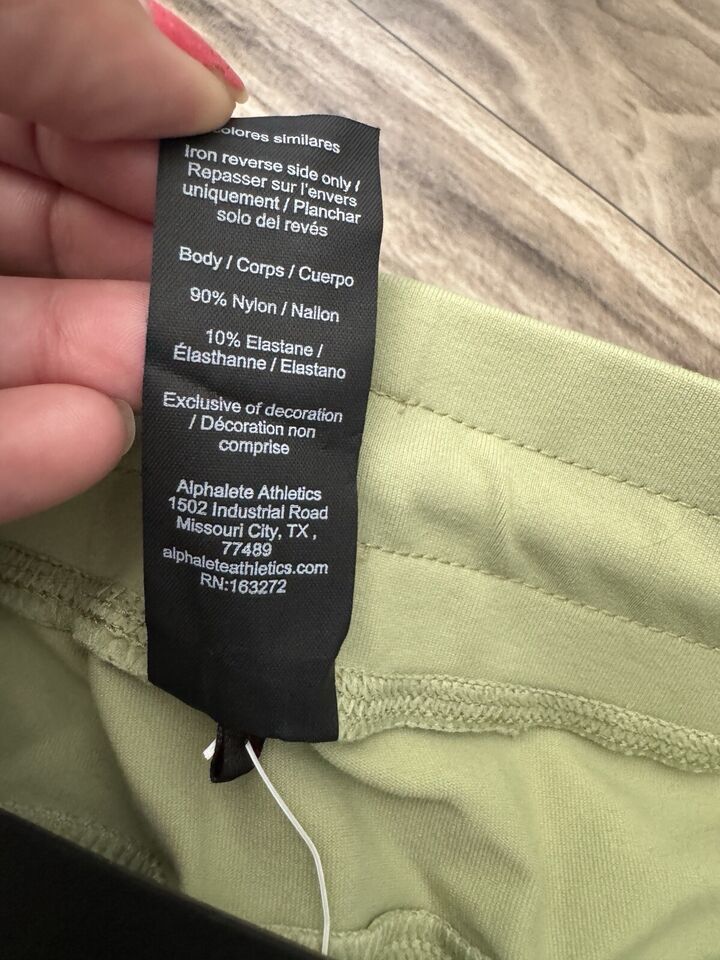 colores similares
Iron reverse side only /
Repasser sur l'envers
uniquement / Planchar
solo del revés
Body / Corps / Cuerpo
90% Nylon / Nallon
10% Elastane /
Élasthanne / Elastano
Exclusive of decoration
/ Décoration non
comprise
Alphalete Athletics
1502 Industrial Road
Missouri City, TX ,
77489
alphaleteathletics.com
RN:163272